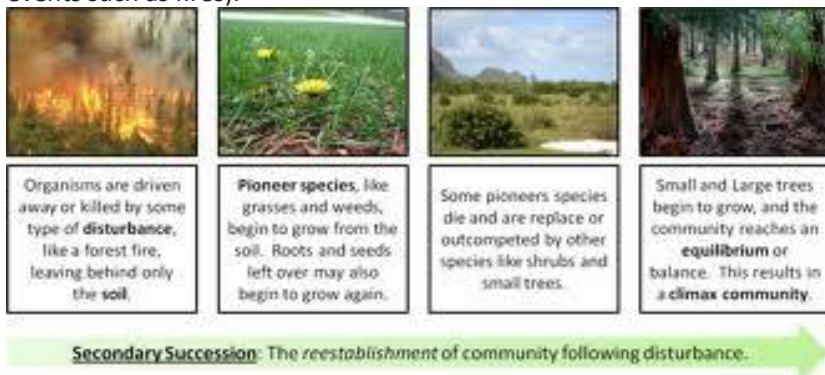 events such as fires).
Organisms are driven
away or killed by some
type of disturbance,
like a forest fire,
leaving behind only
the soil.
Pioneer species, like
grasses and weeds,
begin to grow from the
soil. Roots and seeds
left over may also
begin to grow again.
Some pioneers species
die and are replace or
outcompeted by other
species like shrubs and
small trees.
Small and Large trees
begin to grow, and the
community reaches an
equilibrium or
balance. This results in
a climax community.
Secondary Succession: The reestablishment of community following disturbance.